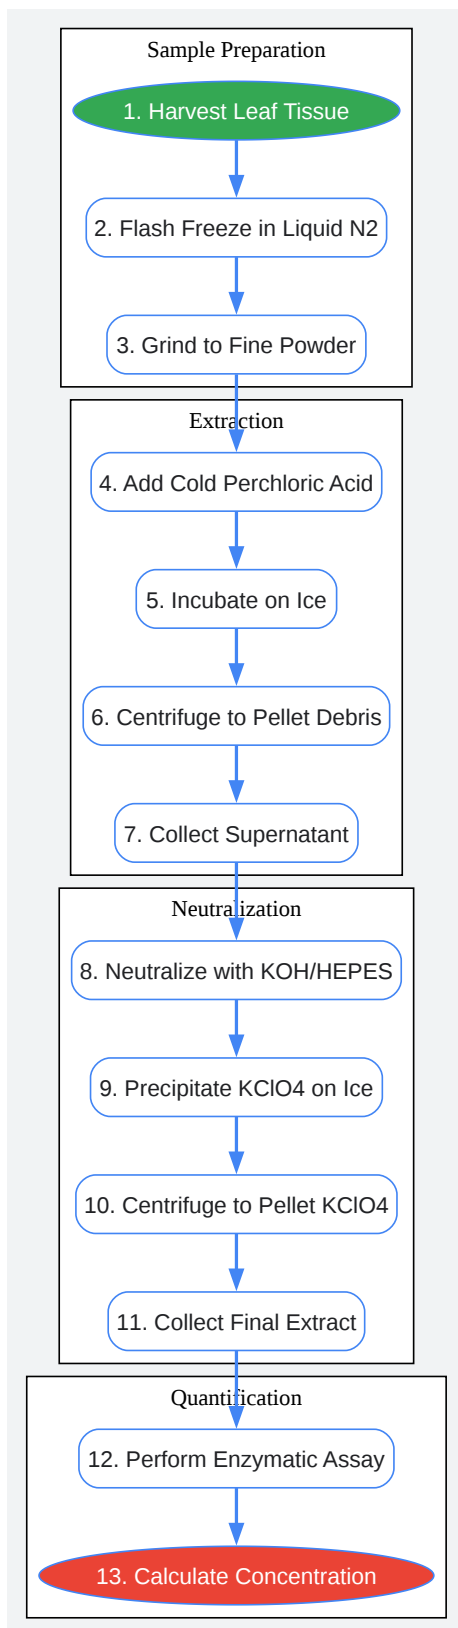 Sample Preparation
1. Harvest Leaf Tissue
2. Flash Freeze in Liquid N2
3. Grind to Fine Powder
Extraction
4. Add Cold Perchloric Acid
5. Incubate on Ice
6. Centrifuge to Pellet Debris
7. Collect Supernatant
Neutralization
8. Neutralize with KOH/HEPES
9. Precipitate KClO4 on Ice
10. Centrifuge to Pellet KClO4
11. Collect Final Extract
Quantification
12. Perform Enzymatic Assay
13. Calculate Concentration